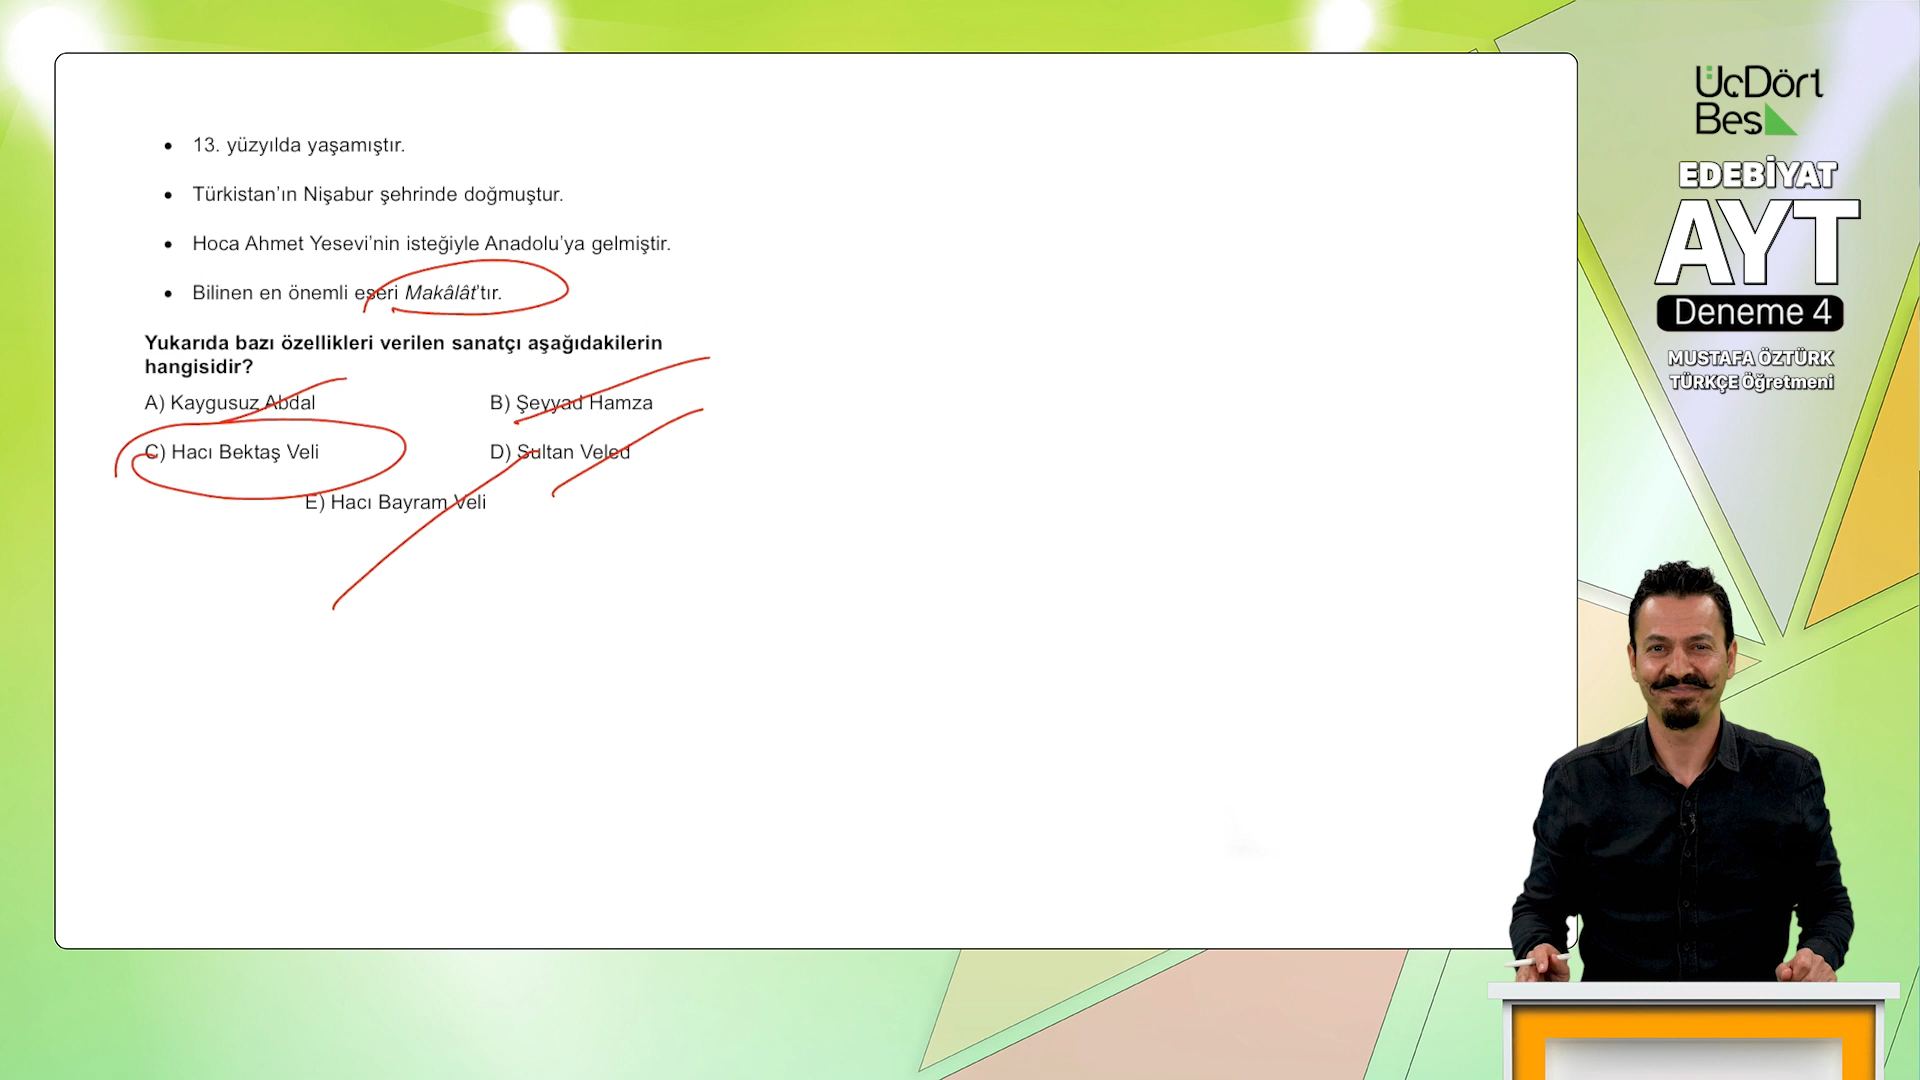 • 13. yüzyılda yaşamıştır.
• Türkistan’ın Nişabur şehrinde doğmuştur.
• Hoca Ahmet Yesevi’nin isteğiyle Anadolu’ya gelmiştir.
• Bilinen en önemli eseri Makâlât’tır.
Yukarıda bazı özellikleri verilen sanatçı aşağıdakilerin
hangisidir?
A) Kaygusuz Abdal B) Şeyyad Hamza
C) Hacı Bektaş Veli D) Sultan Veled
E) Hacı Bayram Veli
ÜçDört
Beş
EDEBİYAT
AYT
Deneme 4
MUSTAFA ÖZTÜRK
TÜRKÇE Öğretmeni